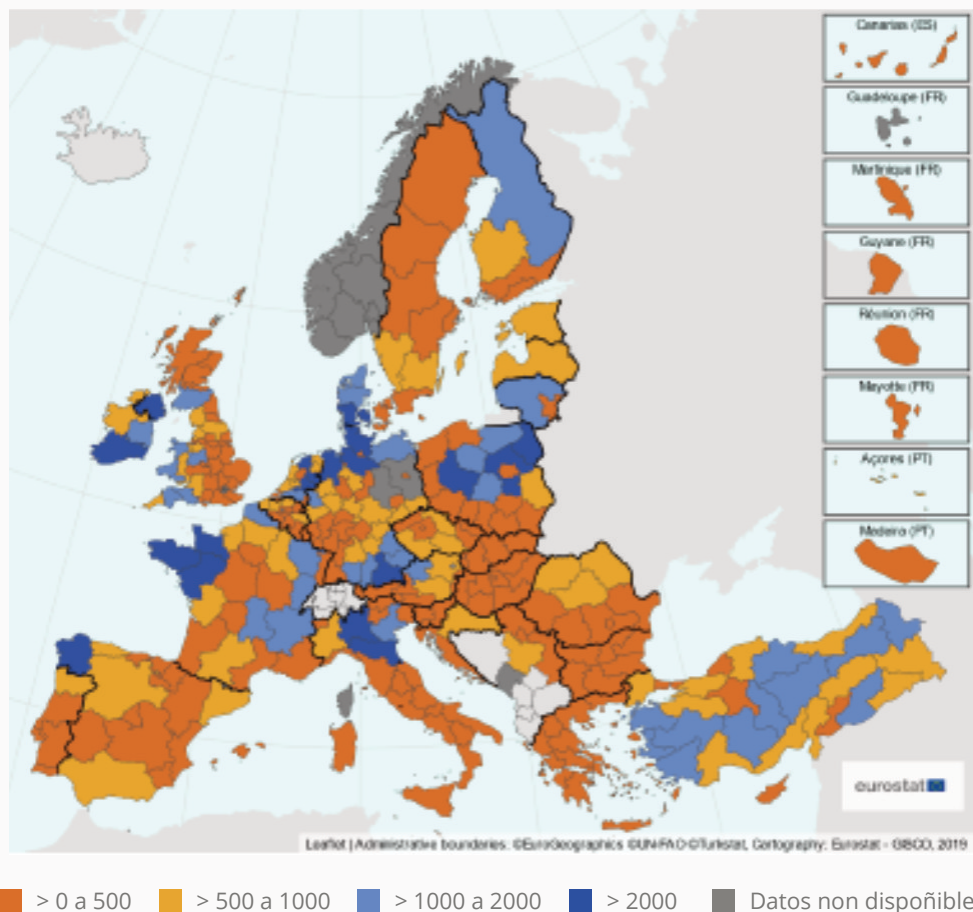 Canarias (ES)
Guadeloupe (FR)
Martinique (FR)
Guyane (FR)
Réunion (FR)
Mayotte (FR)
Açores (PT)
Madeira (PT)
eurostat
Leaflet | Administrative boundaries: ©EuroGeographics ©UN-FAO ©Turkstat, Cartography: Eurostat - GISCO, 2019
> 0 a 500 > 500 a 1000 > 1000 a 2000 > 2000 Datos non dispoñible